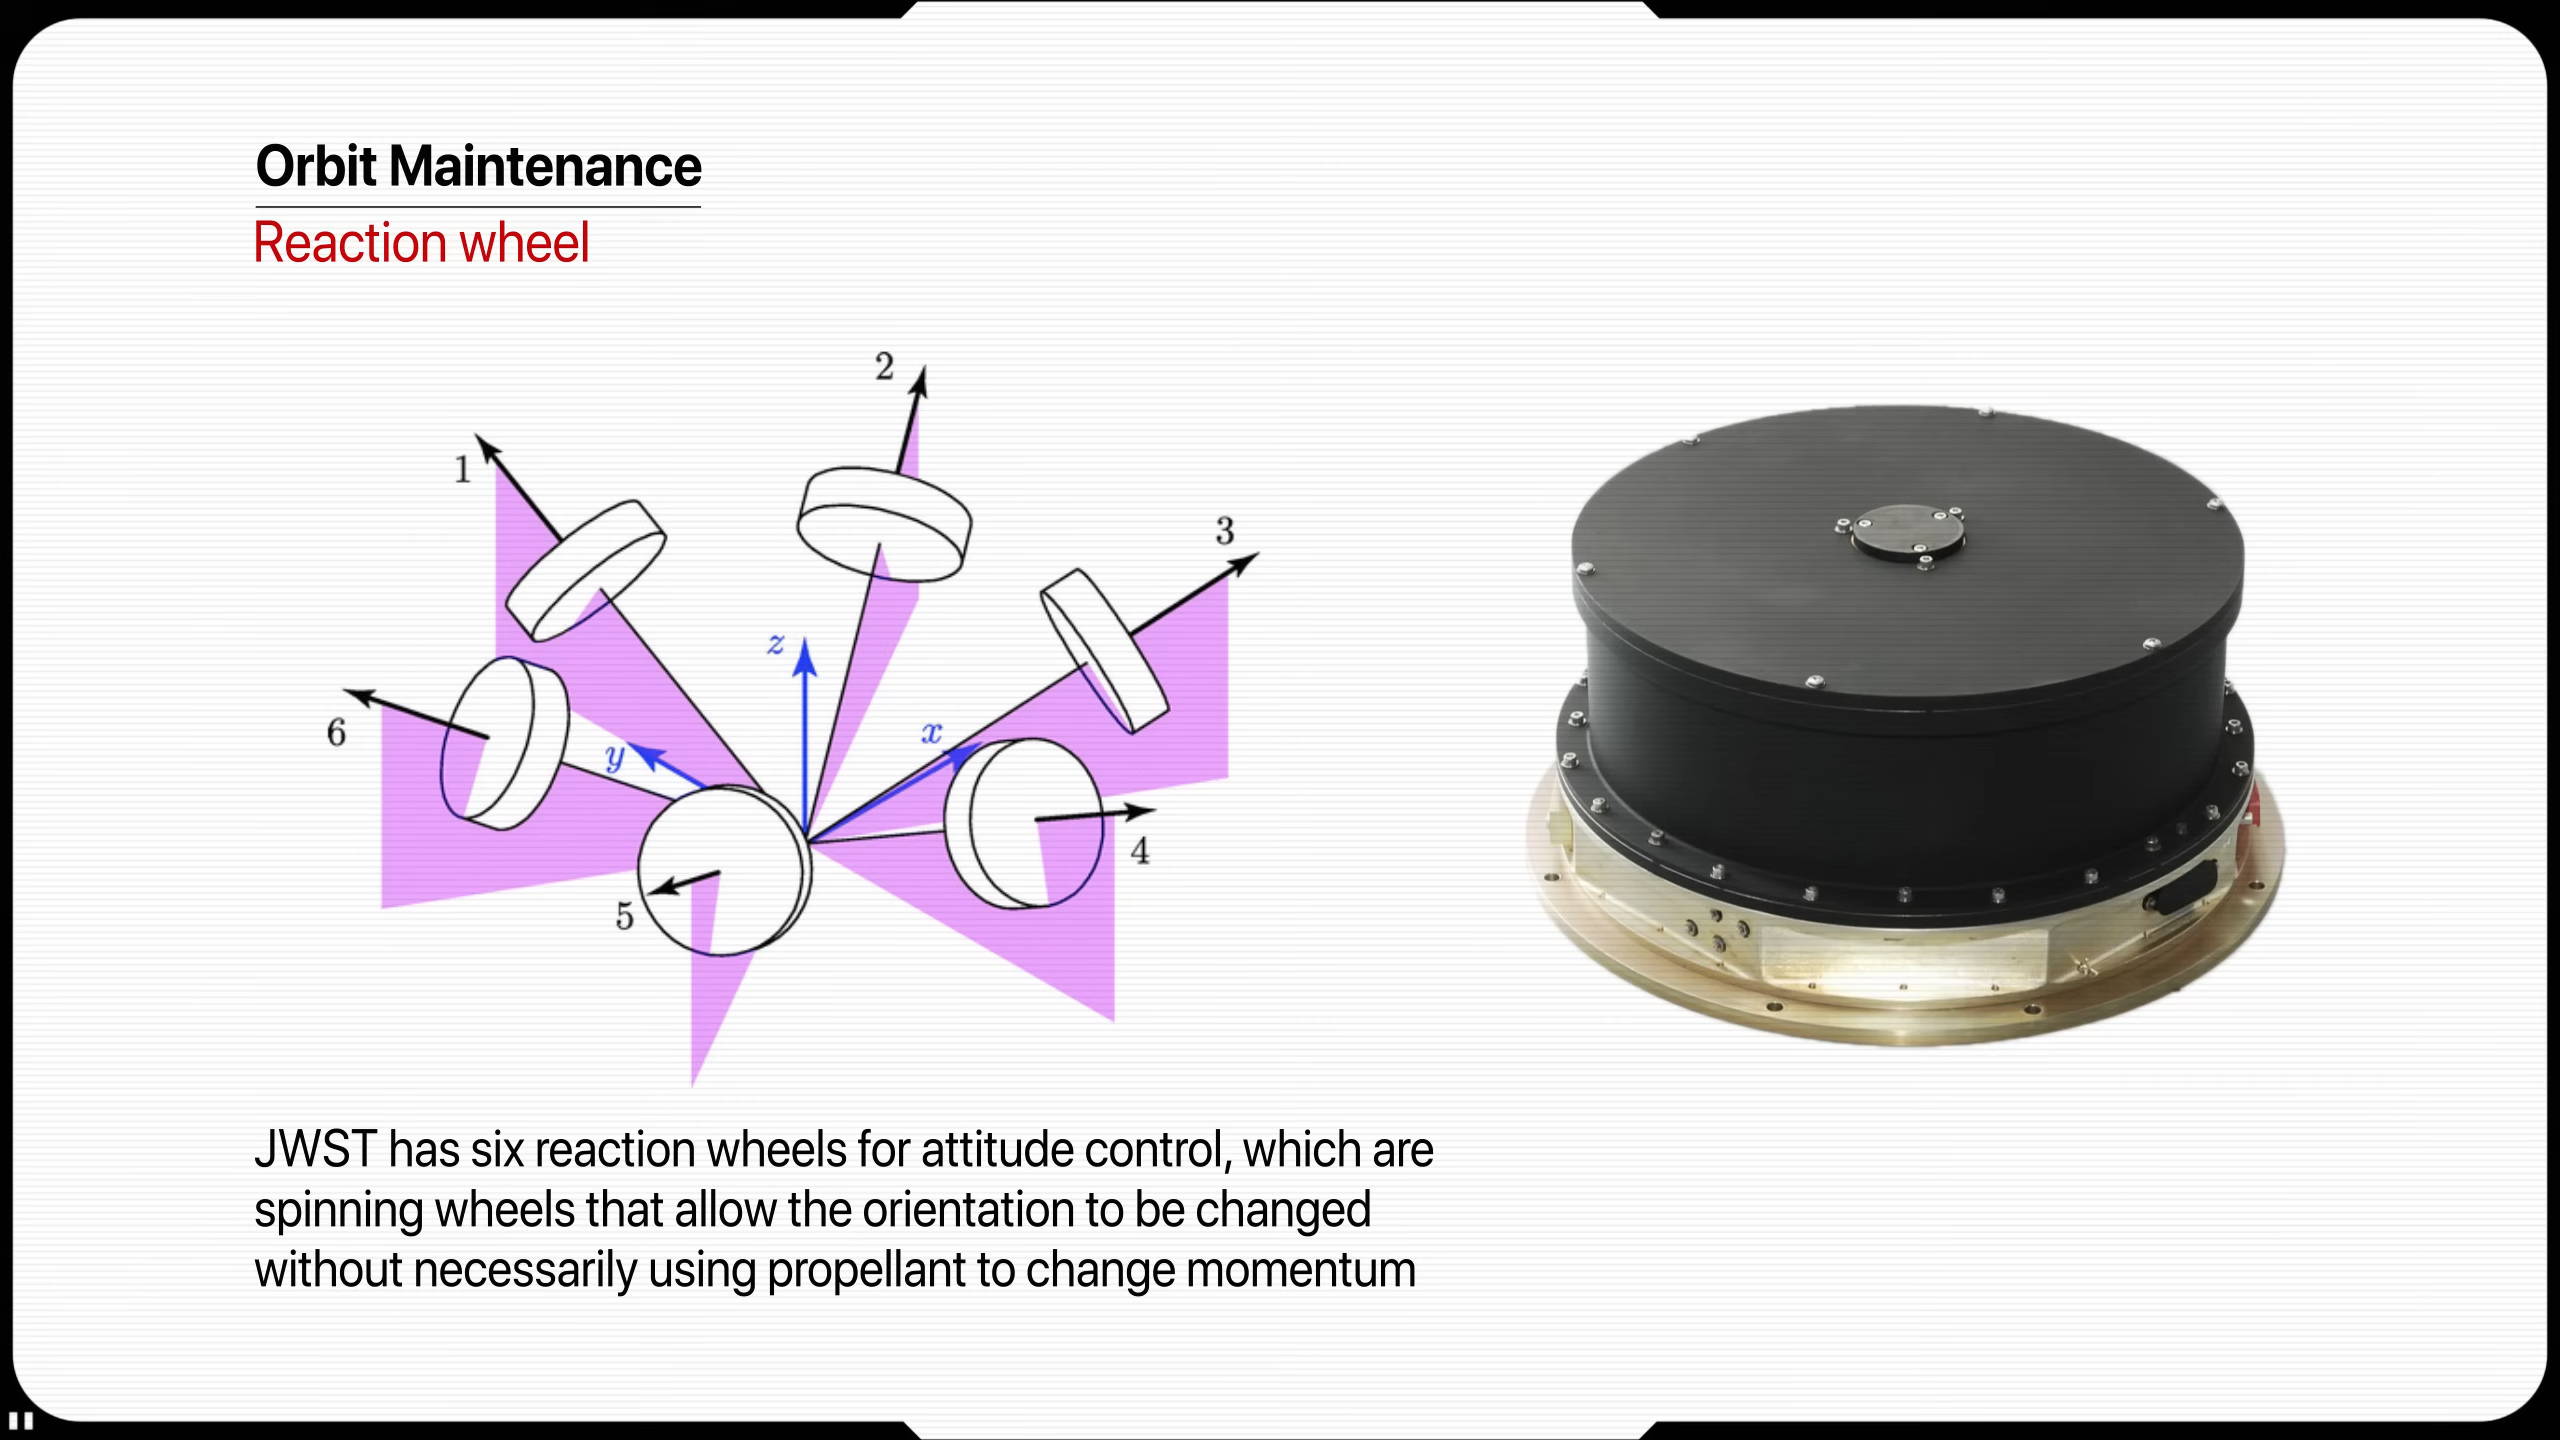 Orbit Maintenance
Reaction wheel
2
1
3
z
6
y
x
4
5
JWST has six reaction wheels for attitude control, which are
spinning wheels that allow the orientation to be changed
without necessarily using propellant to change momentum